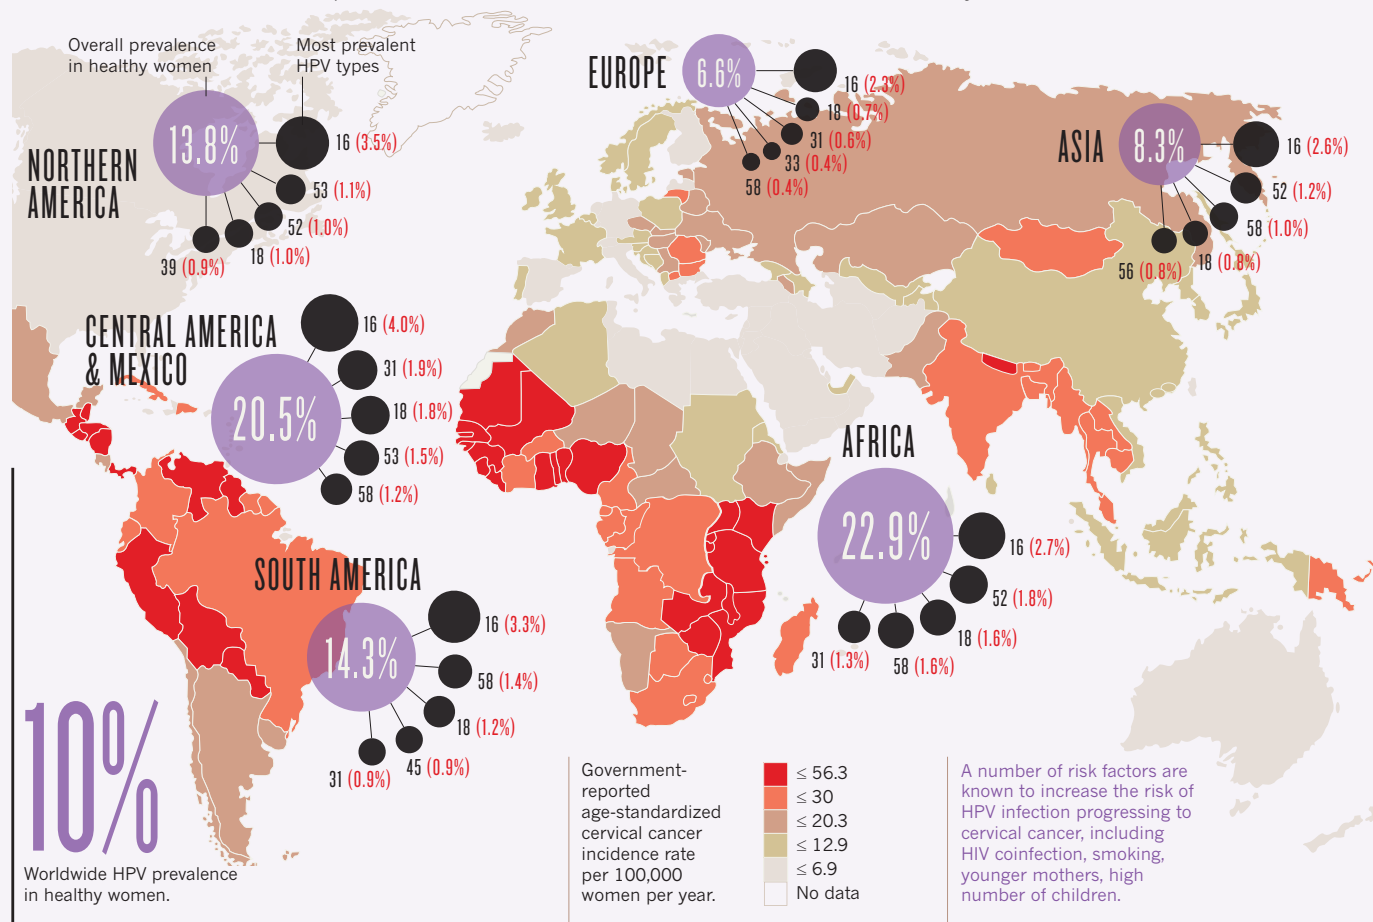 Overall prevalence
in healthy women
Most prevalent
HPV types
NORTHERN
AMERICA
13.8%
16 (3.5%)
53 (1.1%)
52 (1.0%)
18 (1.0%)
39 (0.9%)
EUROPE
6.6%
16 (2.3%)
18 (0.7%)
31 (0.6%)
33 (0.4%)
58 (0.4%)
ASIA
8.3%
16 (2.6%)
52 (1.2%)
58 (1.0%)
18 (0.8%)
56 (0.8%)
CENTRAL AMERICA
& MEXICO
20.5%
16 (4.0%)
31 (1.9%)
18 (1.8%)
53 (1.5%)
58 (1.2%)
AFRICA
22.9%
16 (2.7%)
52 (1.8%)
18 (1.6%)
58 (1.6%)
31 (1.3%)
SOUTH AMERICA
14.3%
16 (3.3%)
58 (1.4%)
18 (1.2%)
45 (0.9%)
31 (0.9%)
10%
Worldwide HPV prevalence
in healthy women.
Government-
reported
age-standardized
cervical cancer
incidence rate
per 100,000
women per year.
≤ 56.3
≤ 30
≤ 20.3
≤ 12.9
≤ 6.9
No data
A number of risk factors are
known to increase the risk of
HPV infection progressing to
cervical cancer, including
HIV coinfection, smoking,
younger mothers, high
number of children.